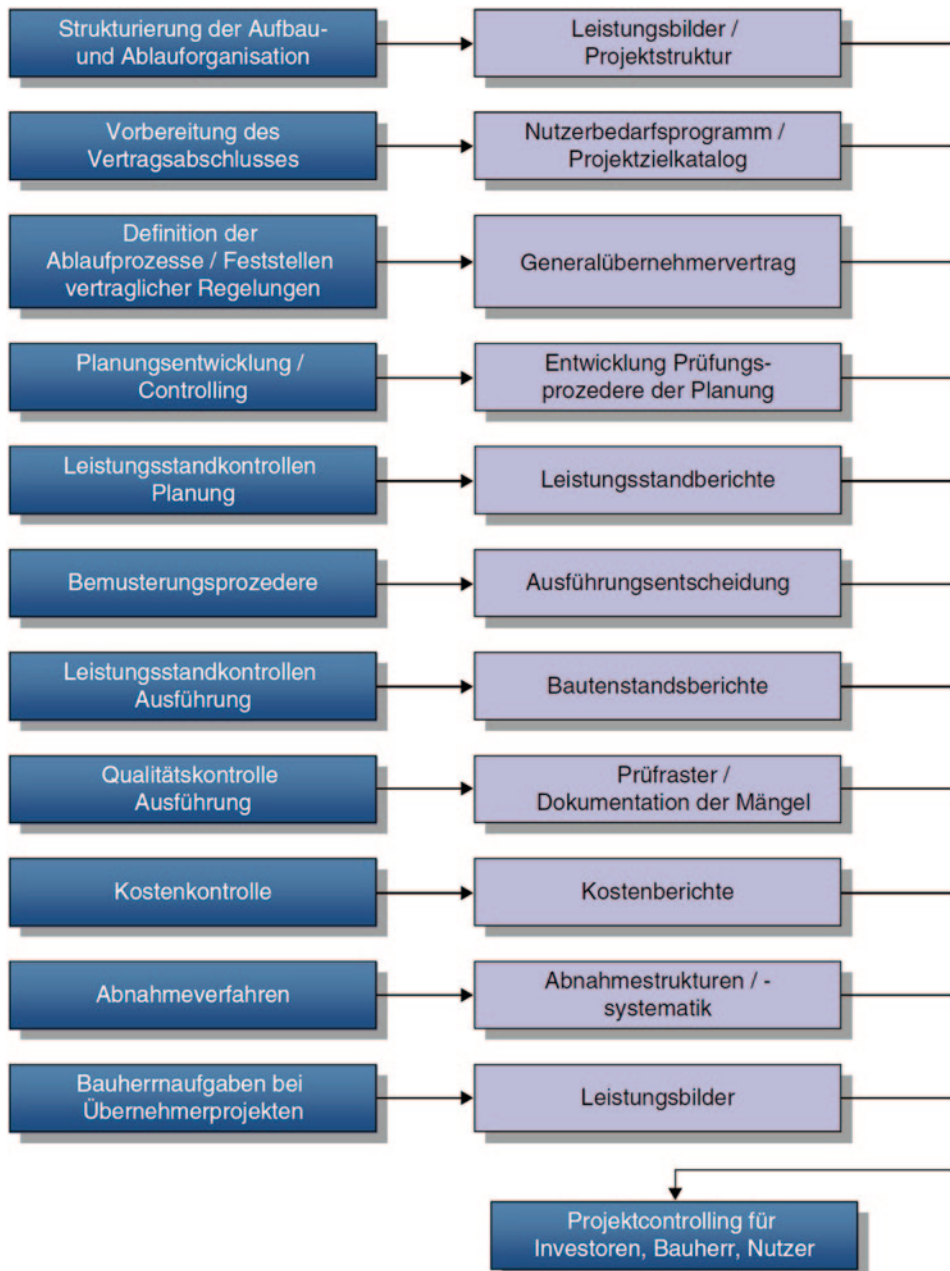 Strukturierung der Aufbau-
und Ablauforganisation
Leistungsbilder /
Projektstruktur
Vorbereitung des
Vertragsabschlusses
Nutzerbedarfsprogramm /
Projektzielkatalog
Definition der
Ablaufprozesse / Feststellen
vertraglicher Regelungen
Generalübernehmervertrag
Planungsentwicklung /
Controlling
Entwicklung Prüfungs-
prozedere der Planung
Leistungsstandkontrollen
Planung
Leistungsstandberichte
Bemusterungsprozedere
Ausführungsentscheidung
Leistungsstandkontrollen
Ausführung
Bautenstandsberichte
Qualitätskontrolle
Ausführung
Prüfraster /
Dokumentation der Mängel
Kostenkontrolle
Kostenberichte
Abnahmeverfahren
Abnahmestrukturen / -
systematik
Bauherrnaufgaben bei
Übernehmerprojekten
Leistungsbilder
Projektcontrolling für
Investoren, Bauherr, Nutzer